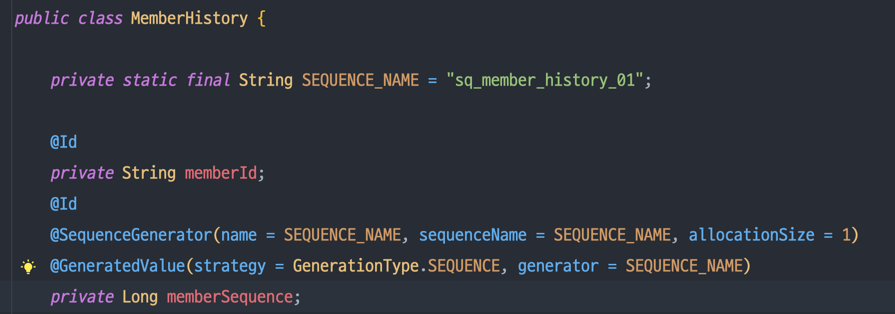 public class MemberHistory {
private static final String SEQUENCE_NAME = "sq_member_history_01";
@Id
private String memberId;
@Id
@SequenceGenerator(name = SEQUENCE_NAME, sequenceName = SEQUENCE_NAME, allocationSize = 1)
@GeneratedValue(strategy = GenerationType.SEQUENCE, generator = SEQUENCE_NAME)
private Long memberSequence;